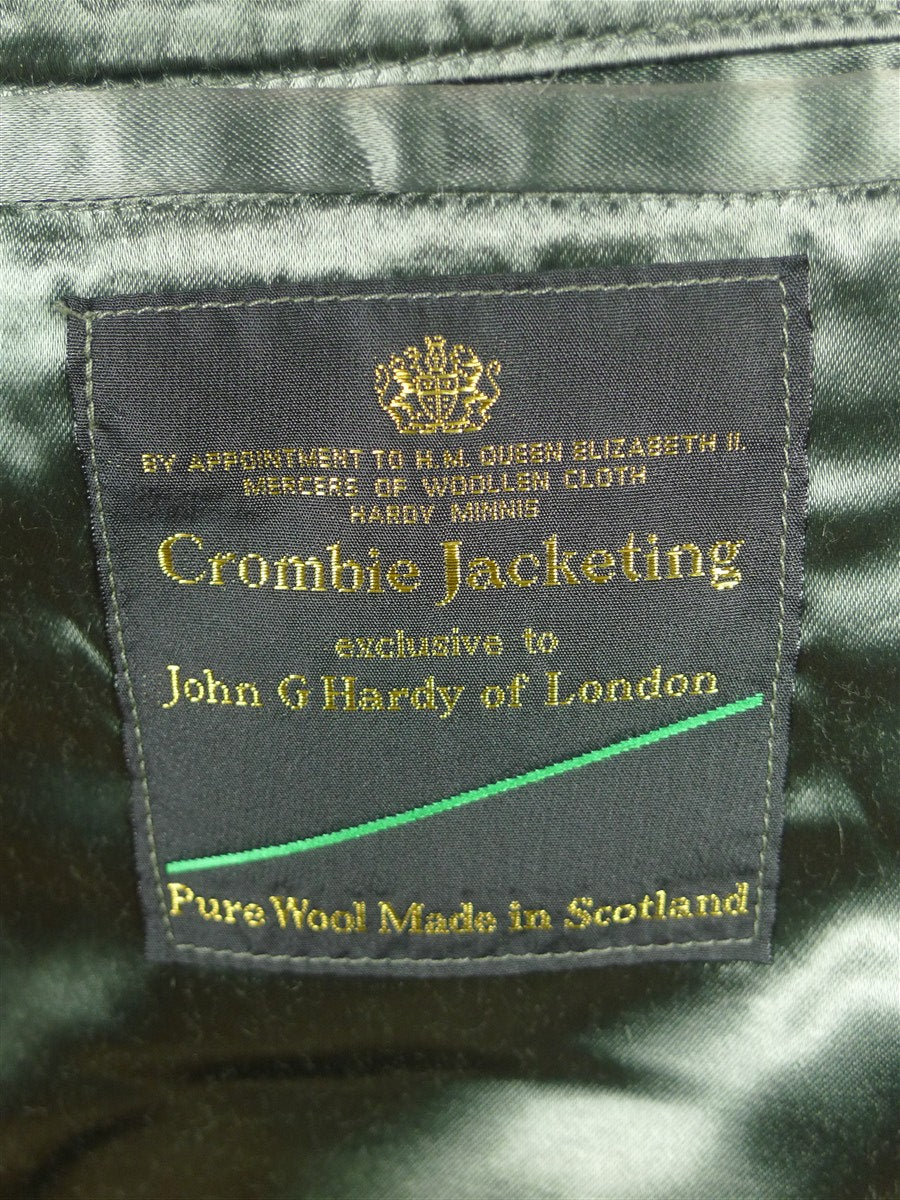 BY APPOINTMENT TO H.M. QUEEN ELIZABETH II.
MERCERS OF WOOLLEN CLOTH
HARDY MINNIS
Crombie Jacketing
exclusive to
John G Hardy of London
Pure Wool Made in Scotland